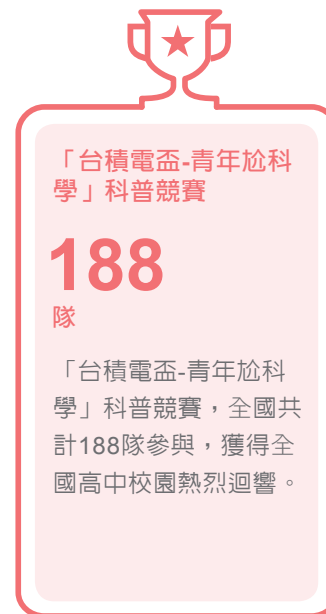 「台積電盃-青年尬科
學」科普競賽
188
隊
「台積電盃-青年尬科
學」科普競賽，全國共
計188隊參與，獲得全
國高中校園熱烈迴響。